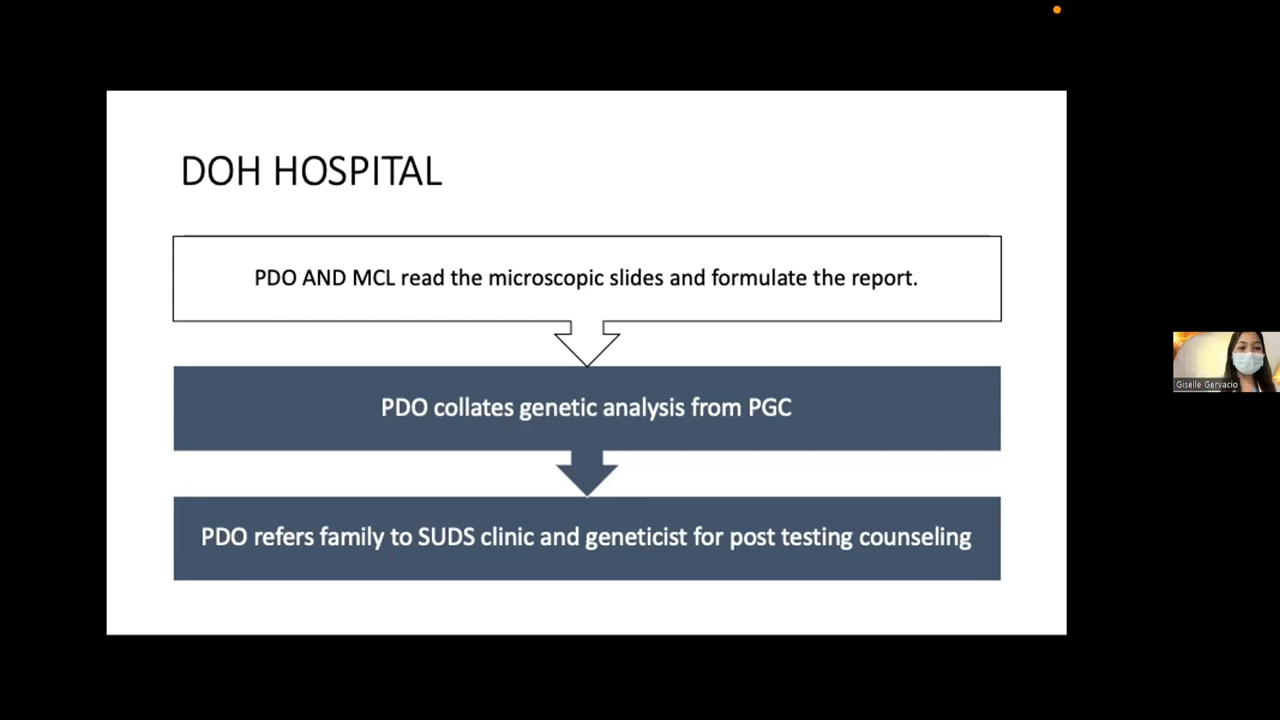 DOH HOSPITAL
PDO AND MCL read the microscopic slides and formulate the report.
PDO collates genetic analysis from PGC
PDO refers family to SUDS clinic and geneticist for post testing counseling
Giselle Gervacio